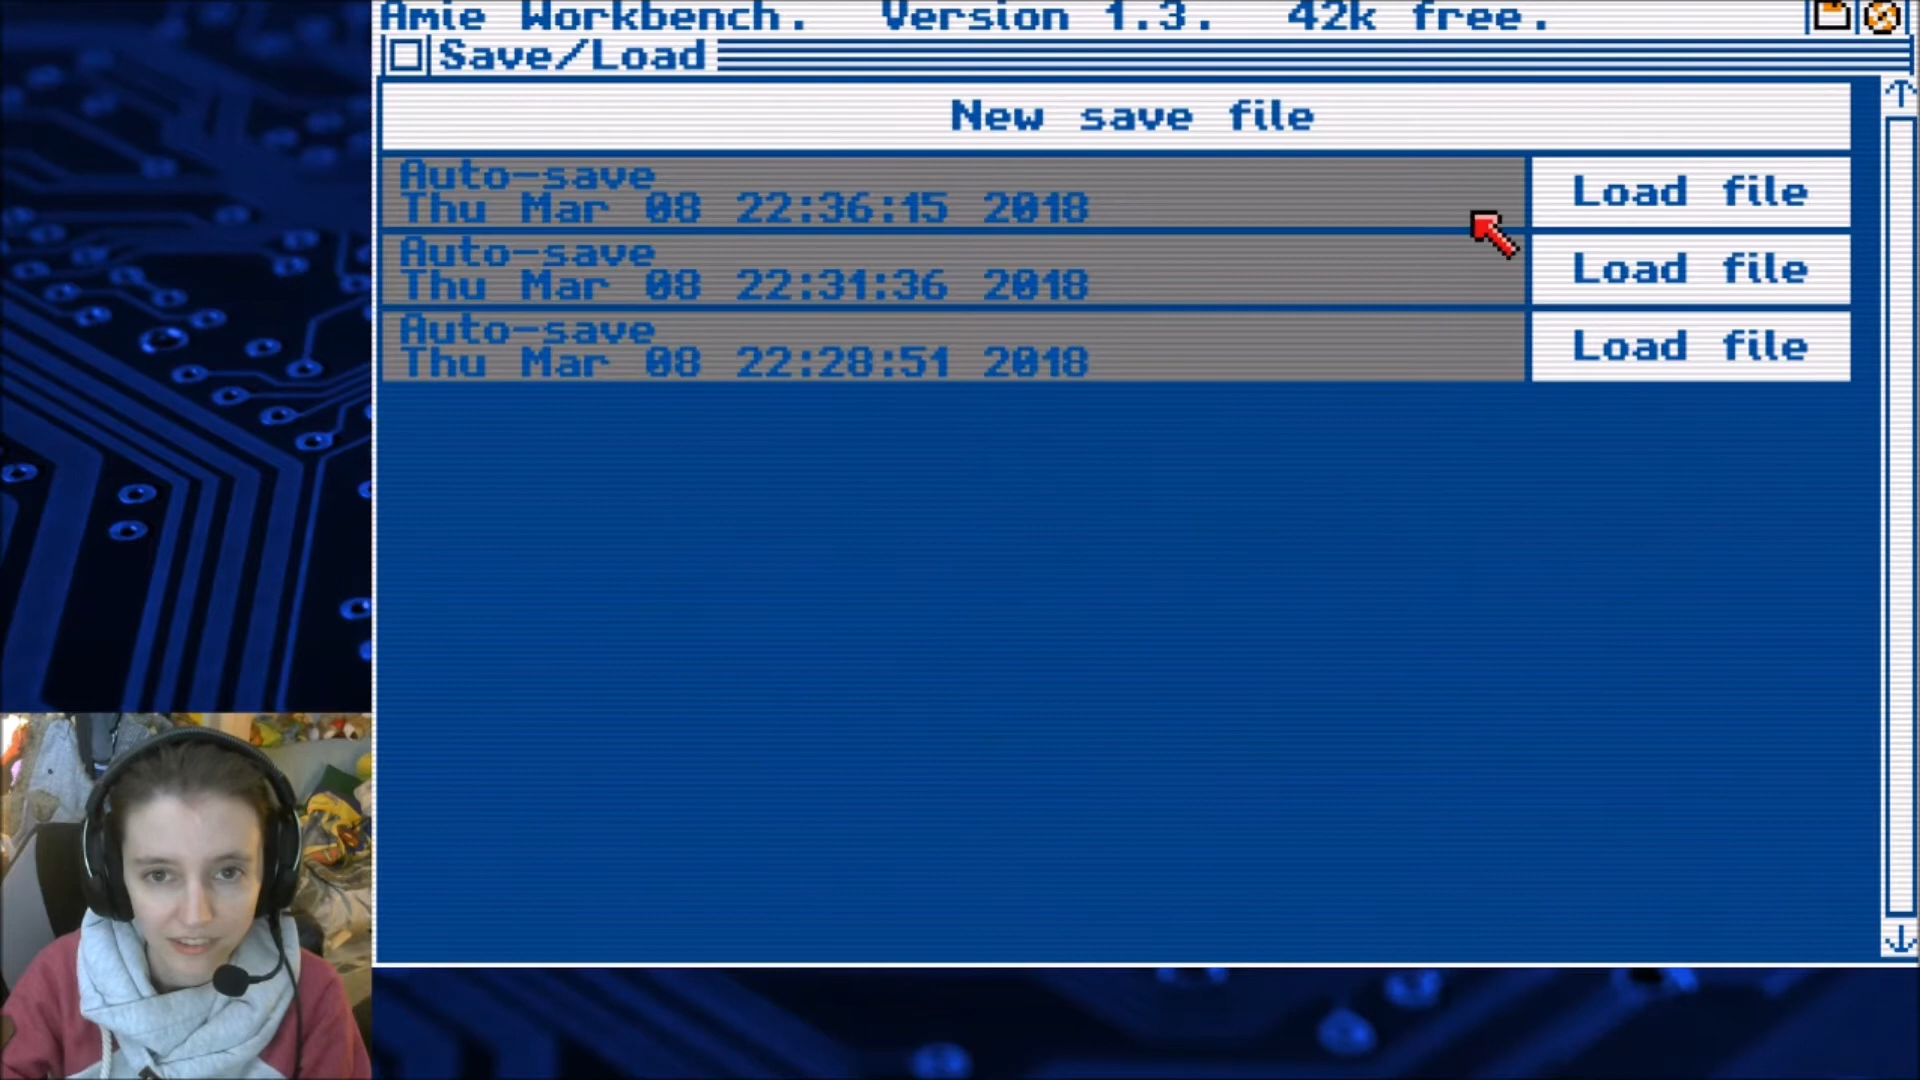 Amie Workbench. Version 1.3. 42k free.
Save/Load
New save file
Auto-save
Thu Mar 08 22:36:15 2018
Load file
Auto-save
Thu Mar 08 22:31:36 2018
Load file
Auto-save
Thu Mar 08 22:28:51 2018
Load file